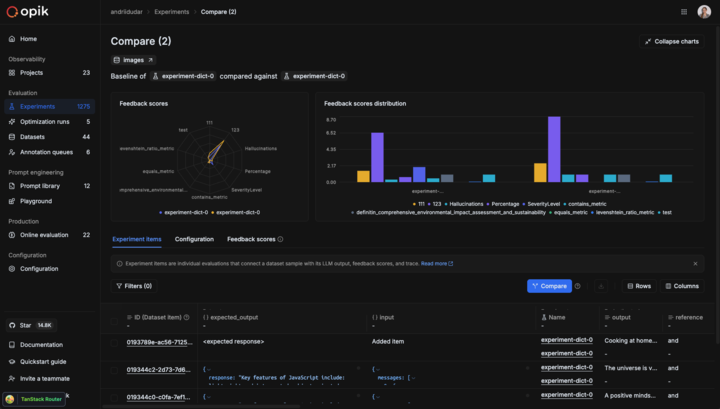 opik
andriidudar > Experiments > Compare (2)
Home
Observability
Projects 23
Evaluation
Experiments 1275
Optimization runs 5
Datasets 44
Annotation queues 6
Prompt engineering
Prompt library 12
Playground
Production
Online evaluation 22
Configuration
Configuration
Star 14.8K
Documentation
Quickstart guide
Invite a teammate
TanStack Router
Compare (2)
Collapse charts
images
Baseline of experiment-dict-0 compared against experiment-dict-0
Feedback scores
111
test
123
levenshtein_ratio_metric
Hallucinations
equals_metric
Percentage
SeverityLevel
contains_metric
experiment-dict-0 experiment-dict-0
Feedback scores distribution
8.70
6.52
4.35
2.17
0.00
experiment-...
experiment-...
111 123 Hallucinations Percentage SeverityLevel contains_metric
definitin_comprehensive_environmental_impact_assessment_and_sustainability equals_metric levenshtein_ratio_metric test
Experiment items Configuration Feedback scores
Experiment items are individual evaluations that connect a dataset sample with its LLM output, feedback scores, and trace. Read more
Filters (0)
Compare
Rows
Columns
ID (Dataset item) expected_output input Name output reference
- - - - - -
0193789e-ac56-7125... <expected response> Added item experiment-dict-0 Cooking at home... and
experiment-dict-0 - -
019344c2-2d73-7d6... { { experiment-dict-0 The universe is v... and
response: "Key features of JavaScript include: messages: [
experiment-dict-0 - -
019344c0-c0fa-7ef1... { { experiment-dict-0 A positive minds... and